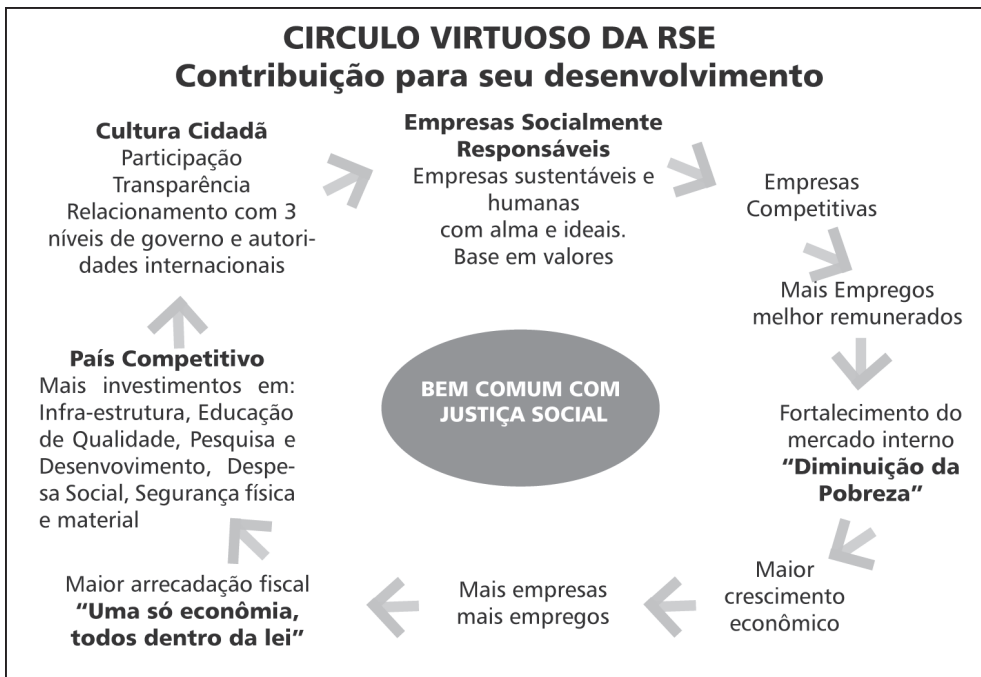 CIRCULO VIRTUOSO DA RSE
Contribuição para seu desenvolvimento
Cultura Cidadã
Participação
Transparência
Relacionamento com 3
níveis de governo e autori-
dades internacionais
Empresas Socialmente
Responsáveis
Empresas sustentáveis e
humanas
com alma e ideais.
Base em valores
Empresas
Competitivas
Mais Empregos
melhor remunerados
Fortalecimento do
mercado interno
“Diminuição da
Pobreza”
Maior
crescimento
econômico
Mais empresas
mais empregos
Maior arrecadação fiscal
“Uma só econômia,
todos dentro da lei”
País Competitivo
Mais investimentos em:
Infra-estrutura, Educação
de Qualidade, Pesquisa e
Desenvovimento, Despe-
sa Social, Segurança física
e material
BEM COMUM COM
JUSTIÇA SOCIAL